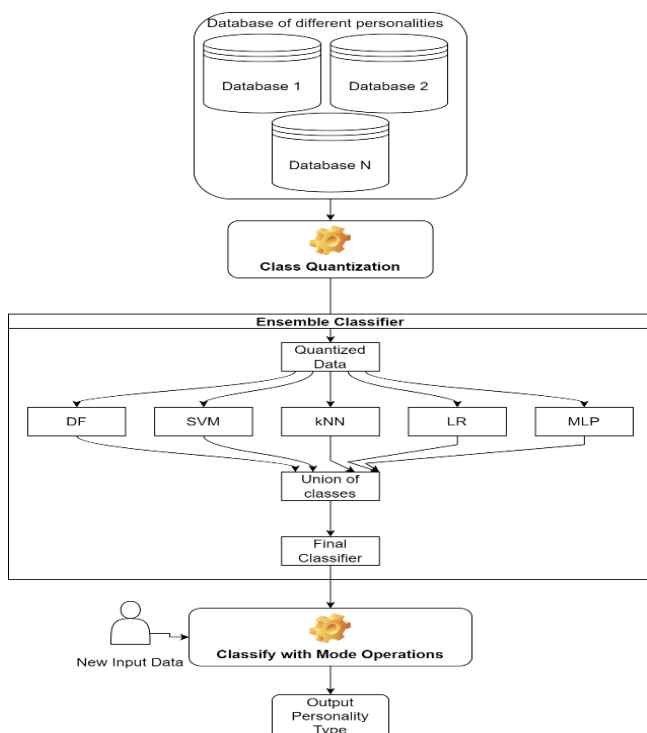 Database of different personalities
Database 1
Database 2
Database N
Class Quantization
Ensemble Classifier
Quantized
Data
DF
SVM
kNN
LR
MLP
Union of
classes
Final
Classifier
New Input Data
Classify with Mode Operations
Output
Personality
Type